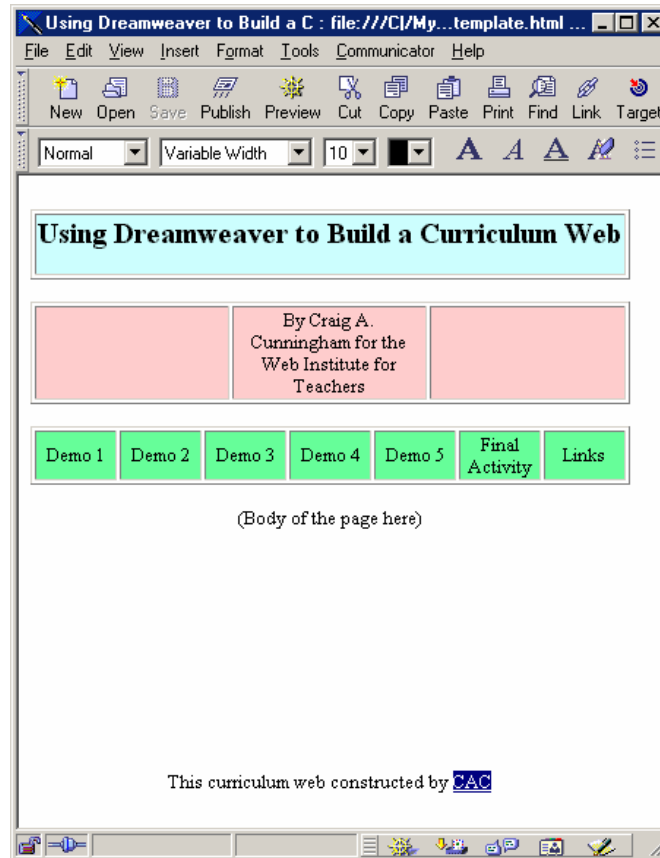 Using Dreamweaver to Build a C : file:///C|/My...template.html ...
File Edit View Insert Format Tools Communicator Help
New Open Save Publish Preview Cut Copy Paste Print Find Link Target
Normal Variable Width 10 A A A
Using Dreamweaver to Build a Curriculum Web
By Craig A.
Cunningham for the
Web Institute for
Teachers
Demo 1 Demo 2 Demo 3 Demo 4 Demo 5 Final Activity Links
(Body of the page here)
This curriculum web constructed by CAC